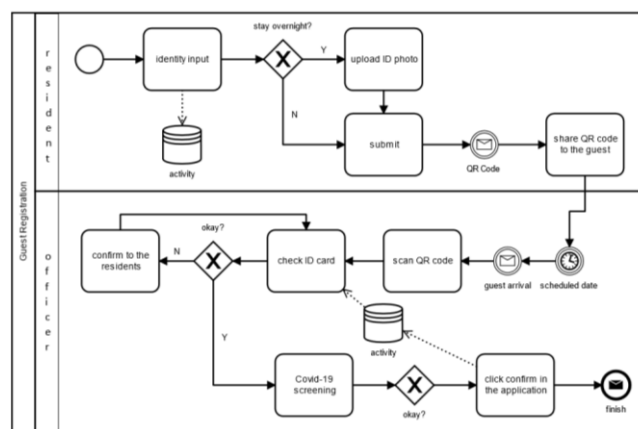 Guest Registration
resident
stay overnight?
identity input
Y
upload ID photo
N
submit
activity
QR Code
share QR code
to the guest
officer
okay?
confirm to the
residents
N
check ID card
scan QR code
guest arrival
scheduled date
Y
activity
Covid-19
screening
okay?
click confirm in
the application
finish